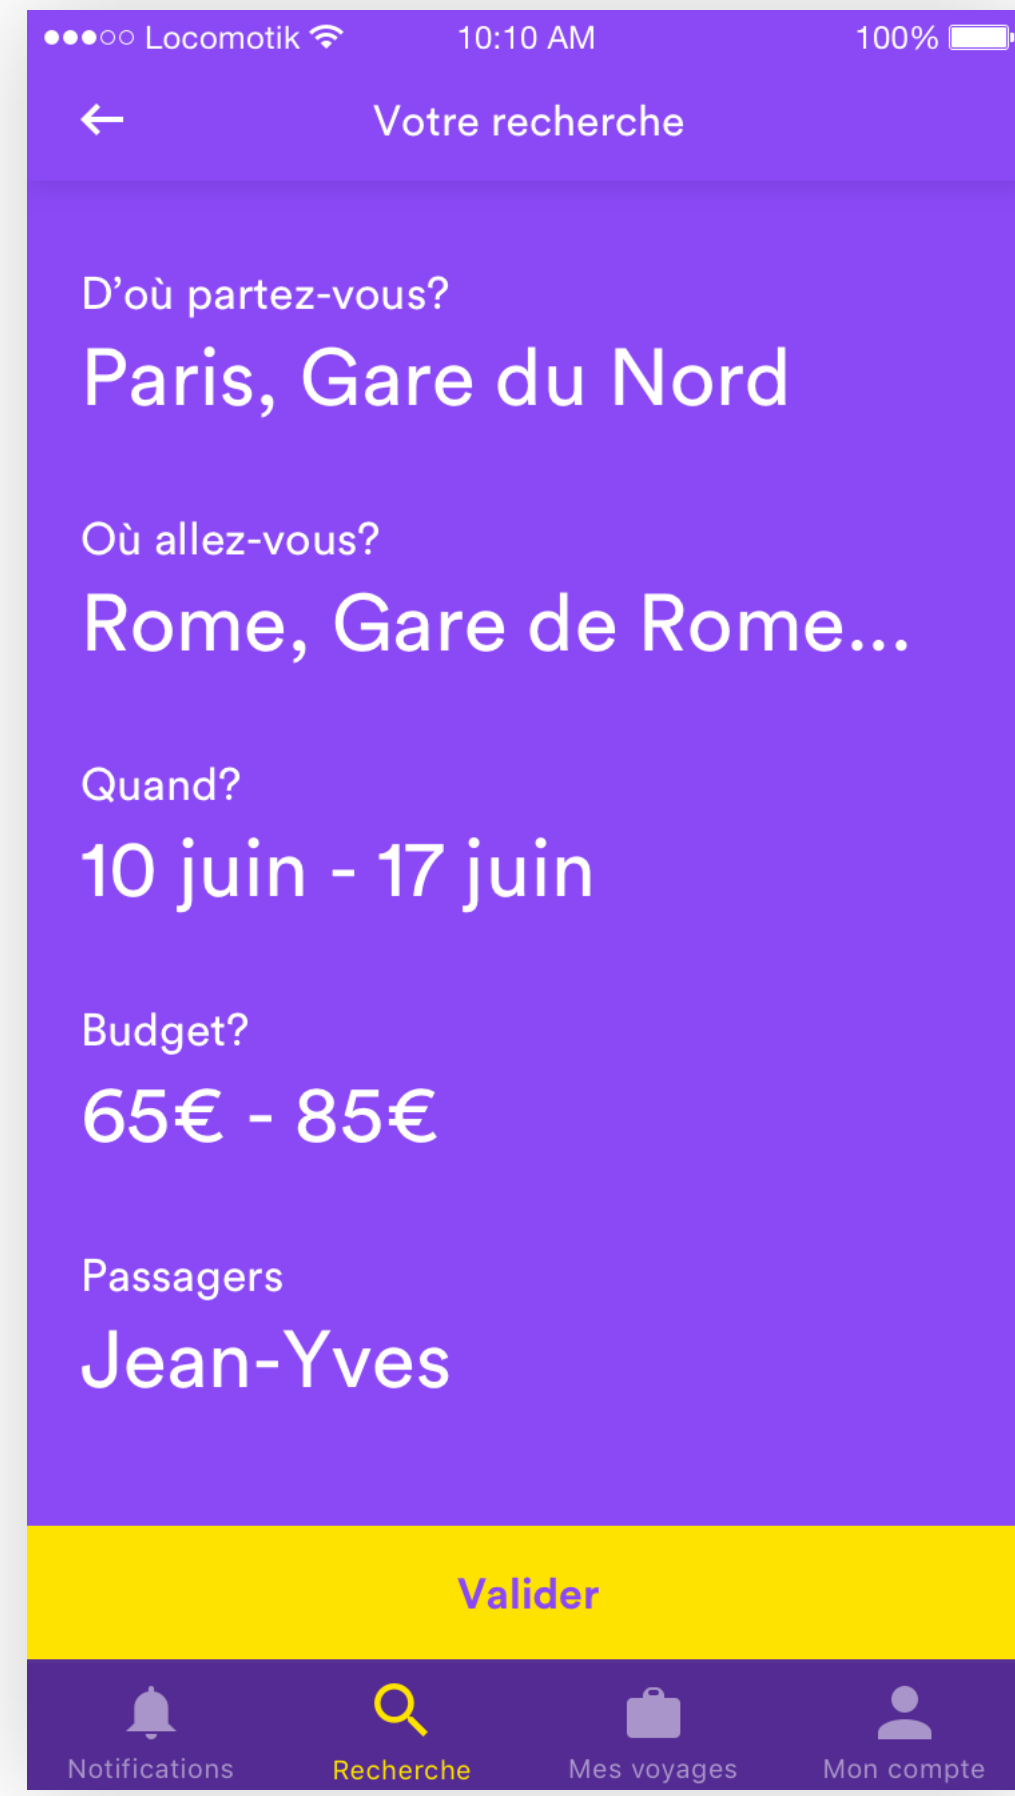 Locomotik 10:10 AM 100%
Votre recherche
D’où partez-vous?
Paris, Gare du Nord
Où allez-vous?
Rome, Gare de Rome...
Quand?
10 juin - 17 juin
Budget?
65€ - 85€
Passagers
Jean-Yves
Valider
Notifications Recherche Mes voyages Mon compte